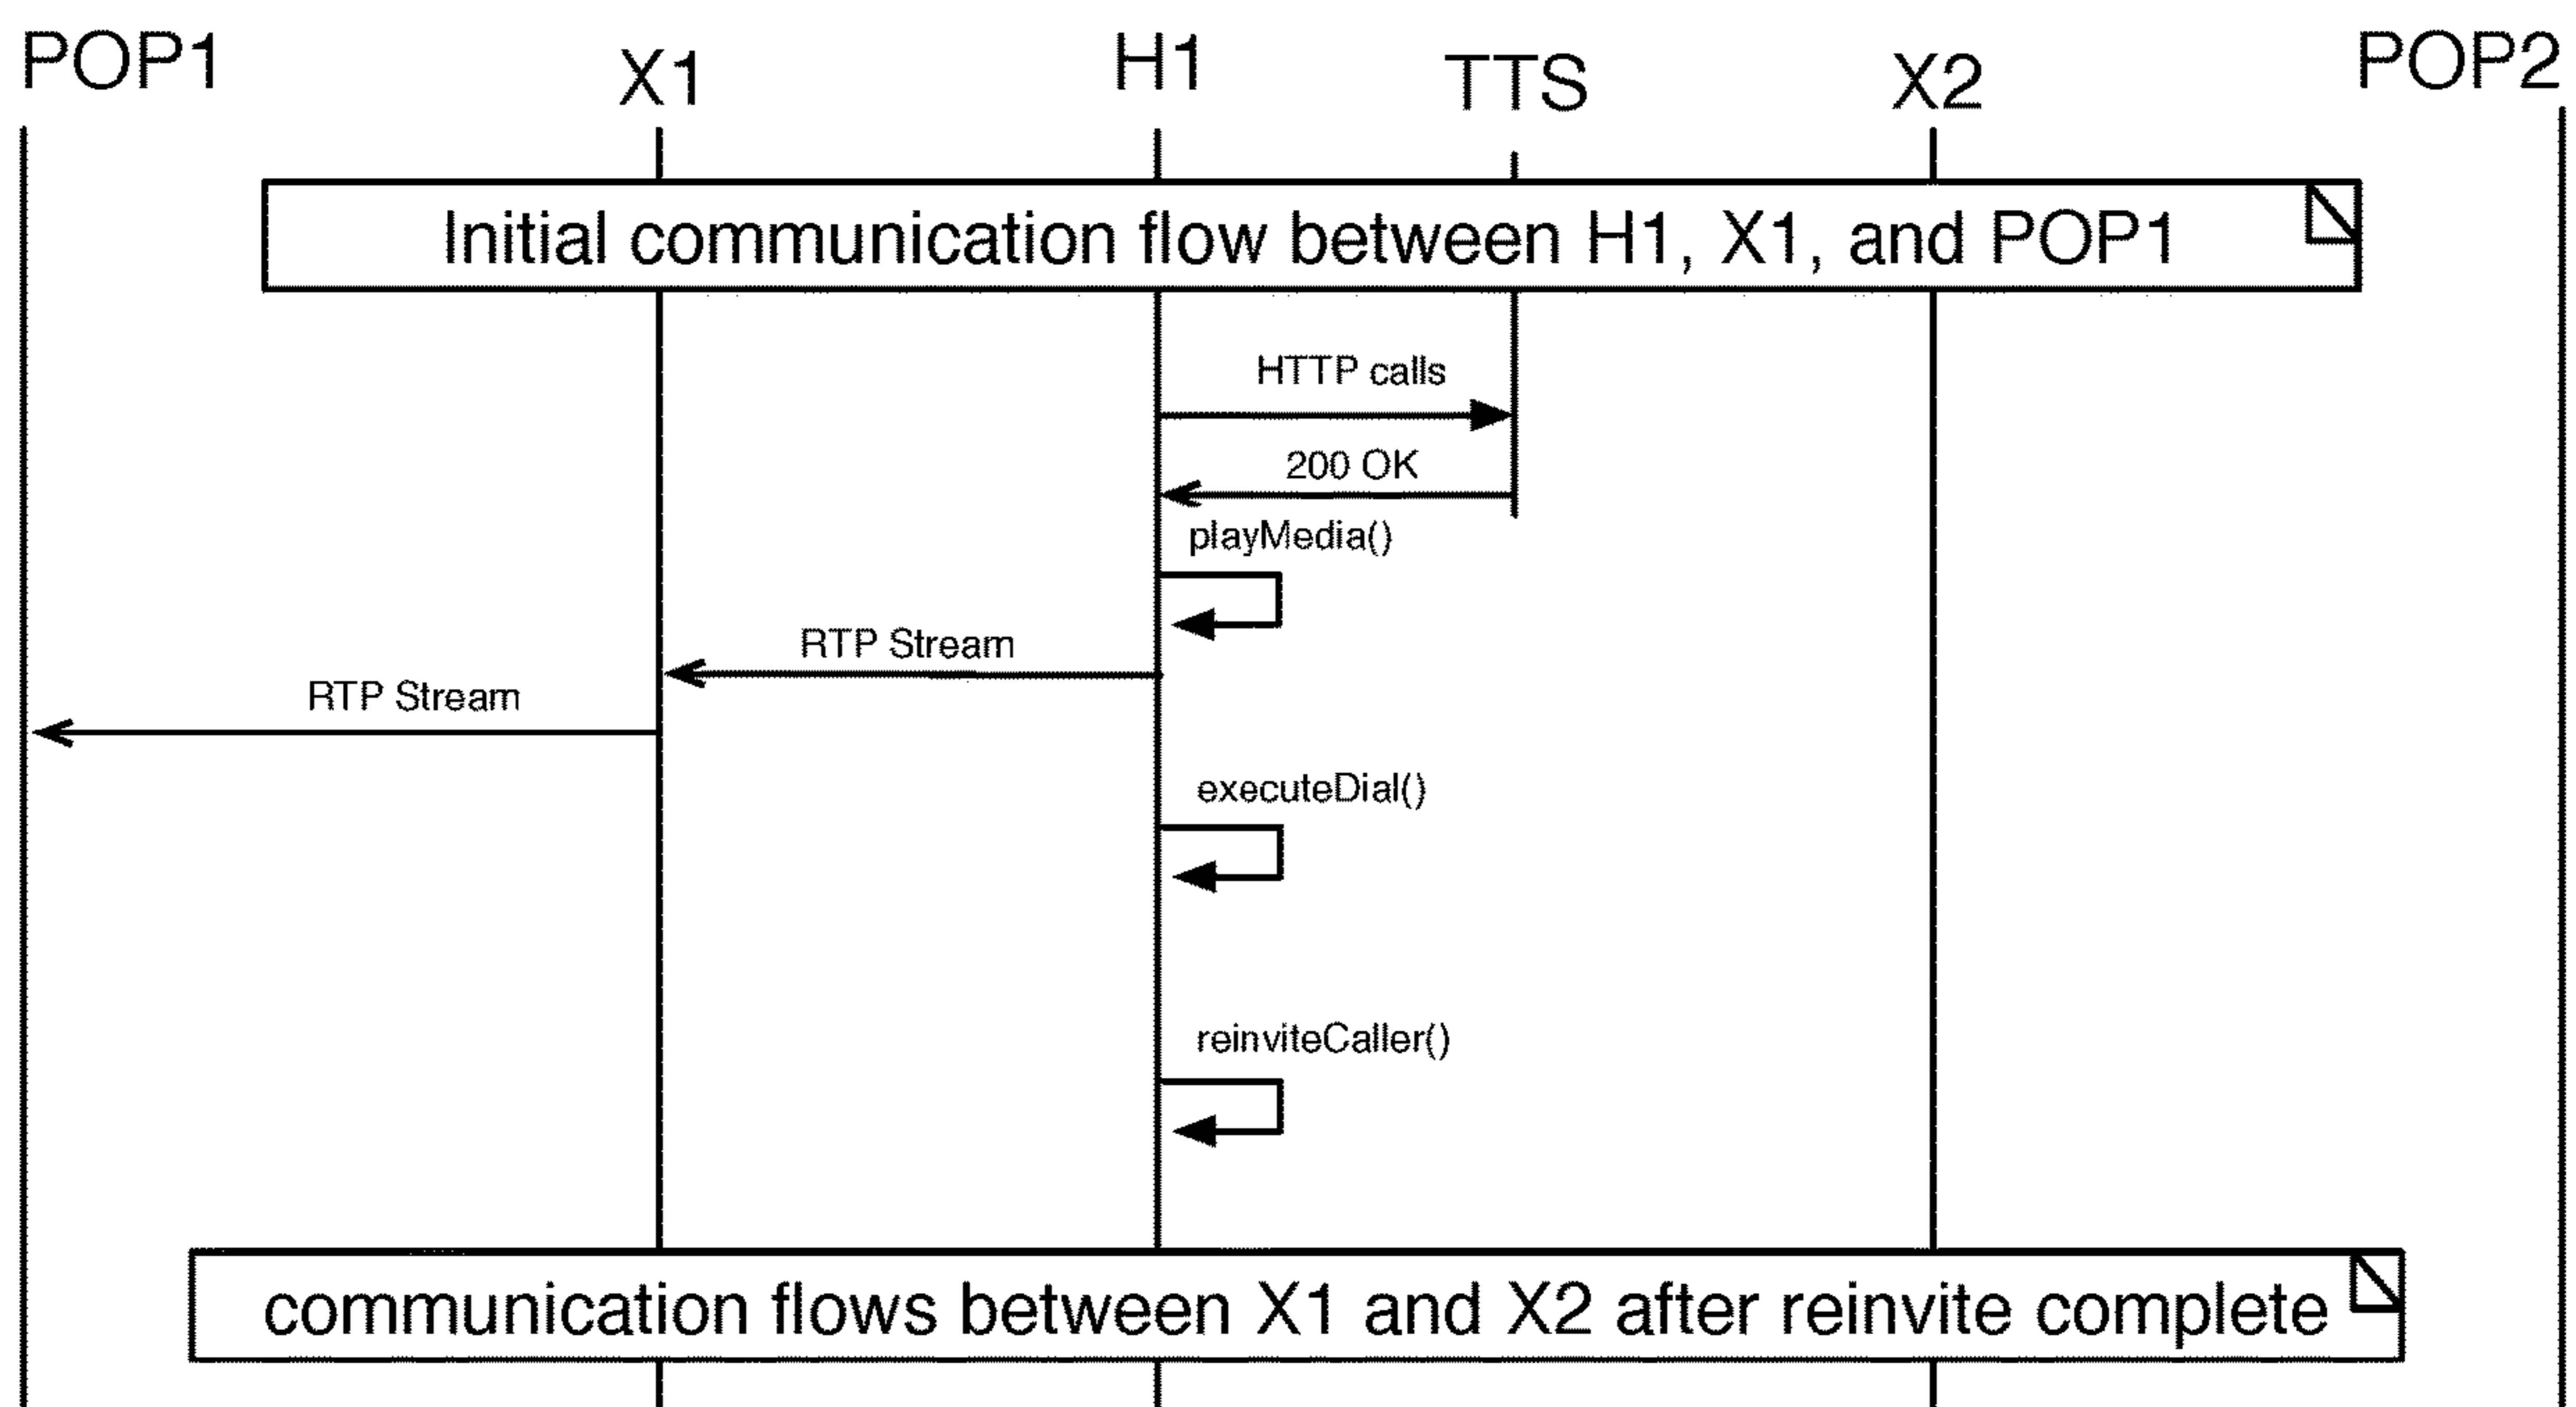 POP1
X1
H1
TTS
X2
POP2
Initial communication flow between H1, X1, and POP1
HTTP calls
200 OK
playMedia()
RTP Stream
RTP Stream
executeDial()
reinviteCaller()
communication flows between X1 and X2 after reinvite complete